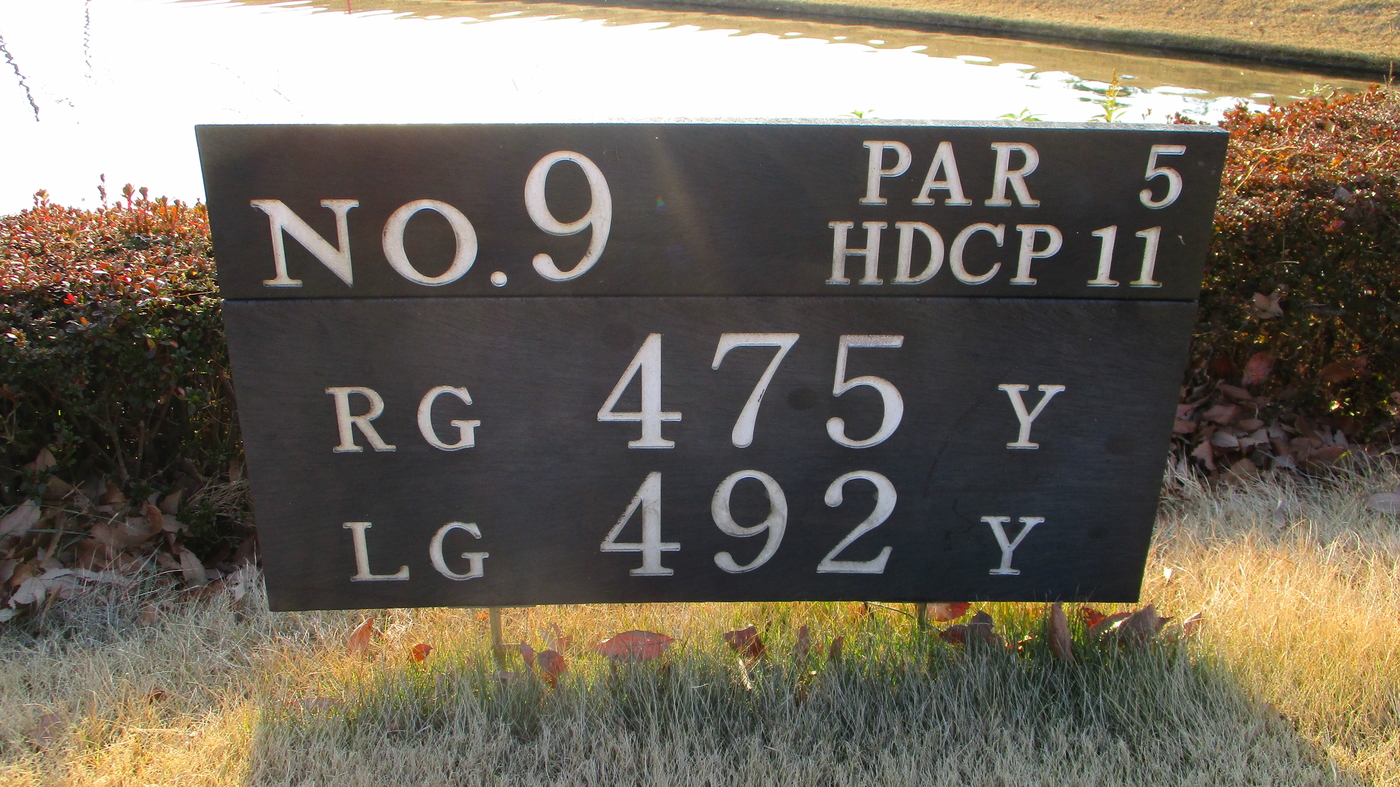 No.9
PAR 5
HDCP 11
RG 475 Y
LG 492 Y